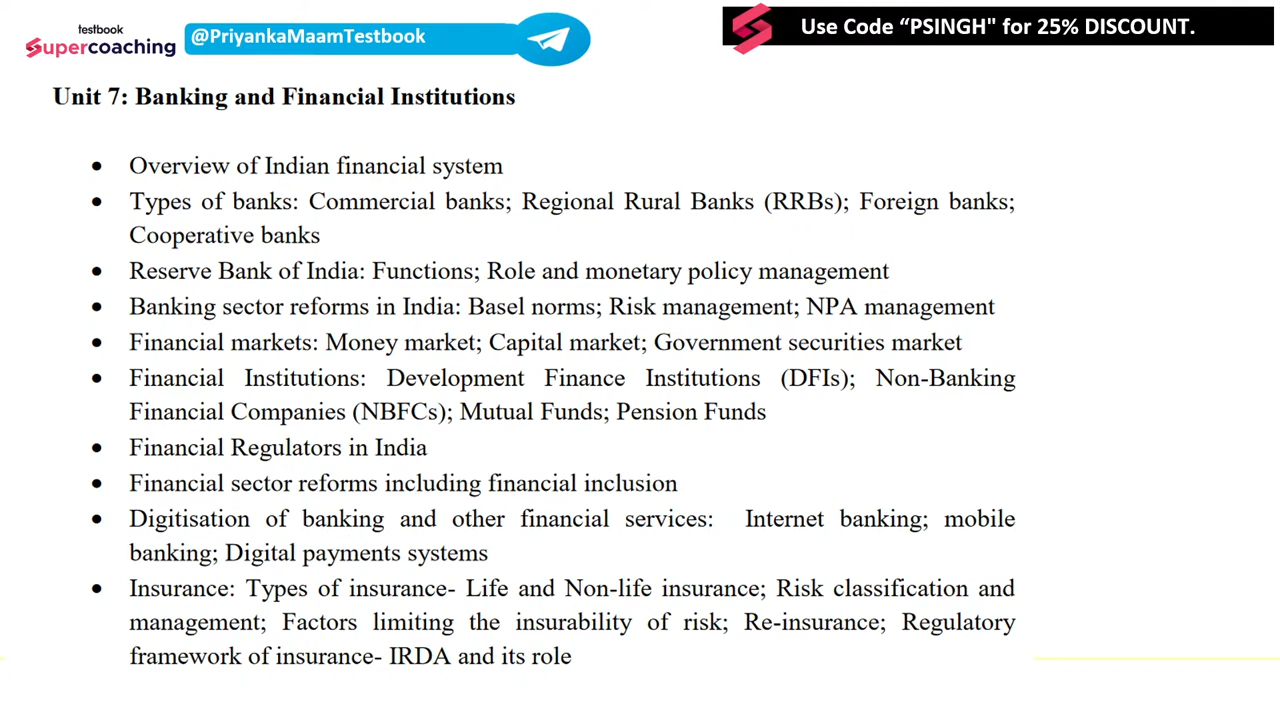 testbook
Supercoaching
@PriyankaMaamTestbook
Use Code “PSINGH" for 25% DISCOUNT.
Unit 7: Banking and Financial Institutions
• Overview of Indian financial system
• Types of banks: Commercial banks; Regional Rural Banks (RRBs); Foreign banks;
Cooperative banks
• Reserve Bank of India: Functions; Role and monetary policy management
• Banking sector reforms in India: Basel norms; Risk management; NPA management
• Financial markets: Money market; Capital market; Government securities market
• Financial Institutions: Development Finance Institutions (DFIs); Non-Banking
Financial Companies (NBFCs); Mutual Funds; Pension Funds
• Financial Regulators in India
• Financial sector reforms including financial inclusion
• Digitisation of banking and other financial services: Internet banking; mobile
banking; Digital payments systems
• Insurance: Types of insurance- Life and Non-life insurance; Risk classification and
management; Factors limiting the insurability of risk; Re-insurance; Regulatory
framework of insurance- IRDA and its role